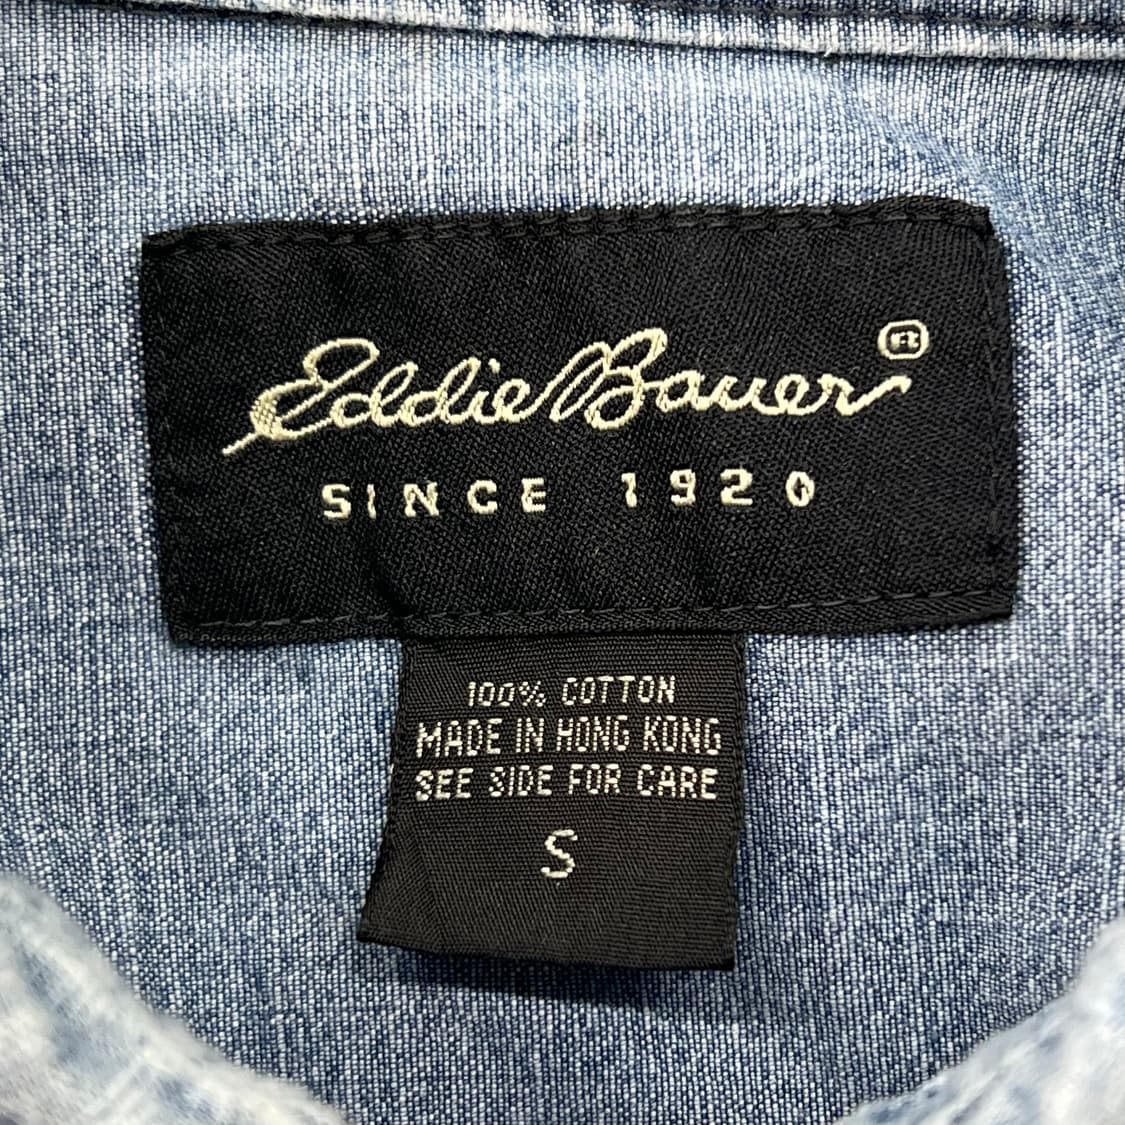 Eddie Bauer®
SINCE 1920
100% COTTON
MADE IN HONG KONG
SEE SIDE FOR CARE
S